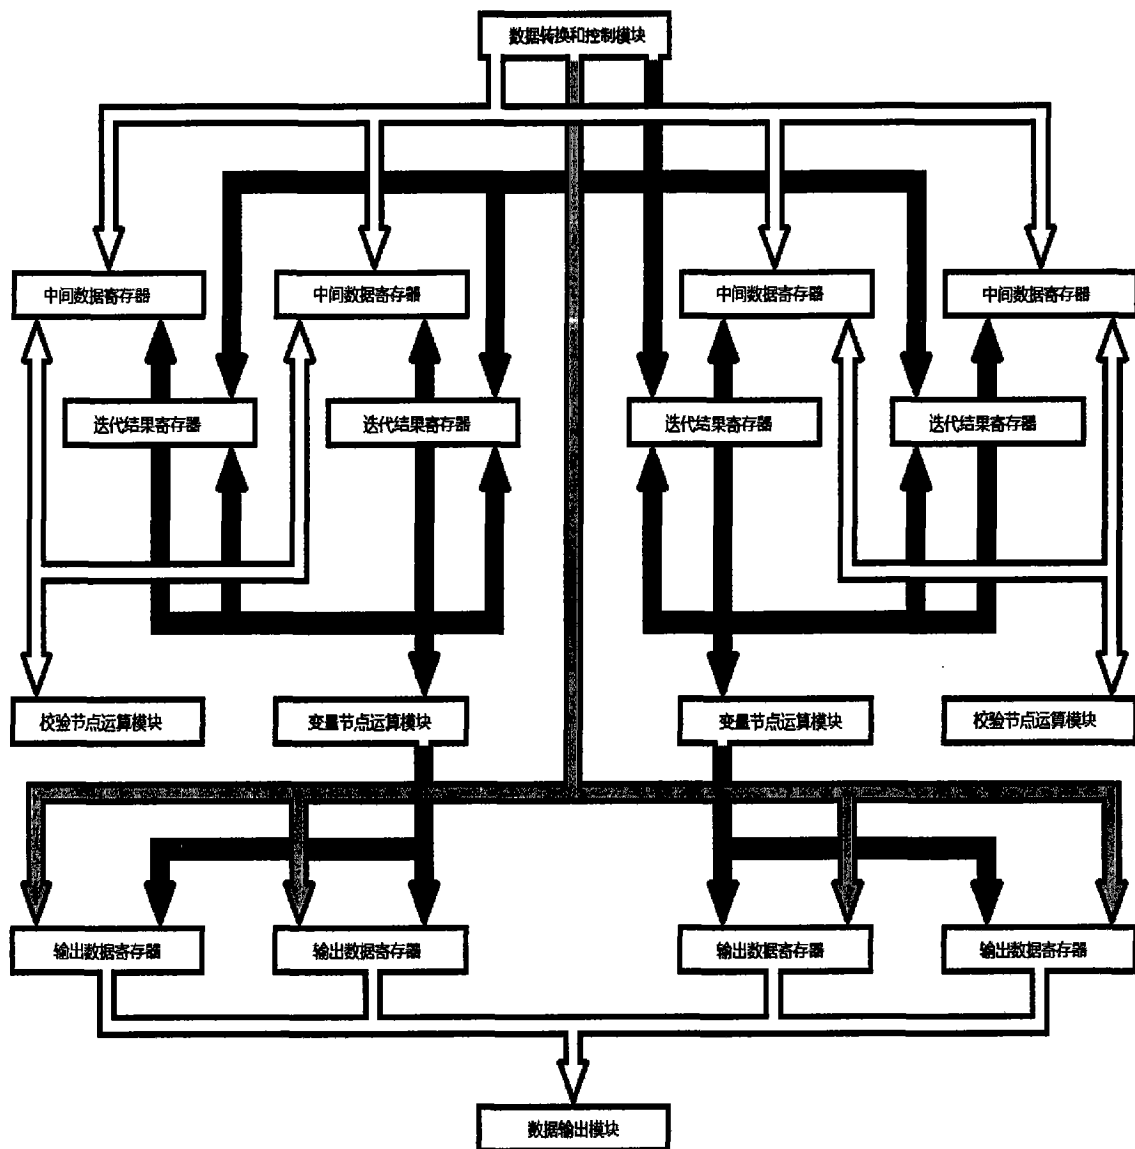 数据转换和控制模块
中间数据寄存器
中间数据寄存器
中间数据寄存器
中间数据寄存器
迭代结果寄存器
迭代结果寄存器
迭代结果寄存器
迭代结果寄存器
校验节点运算模块
变量节点运算模块
变量节点运算模块
校验节点运算模块
输出数据寄存器
输出数据寄存器
输出数据寄存器
输出数据寄存器
数据输出模块